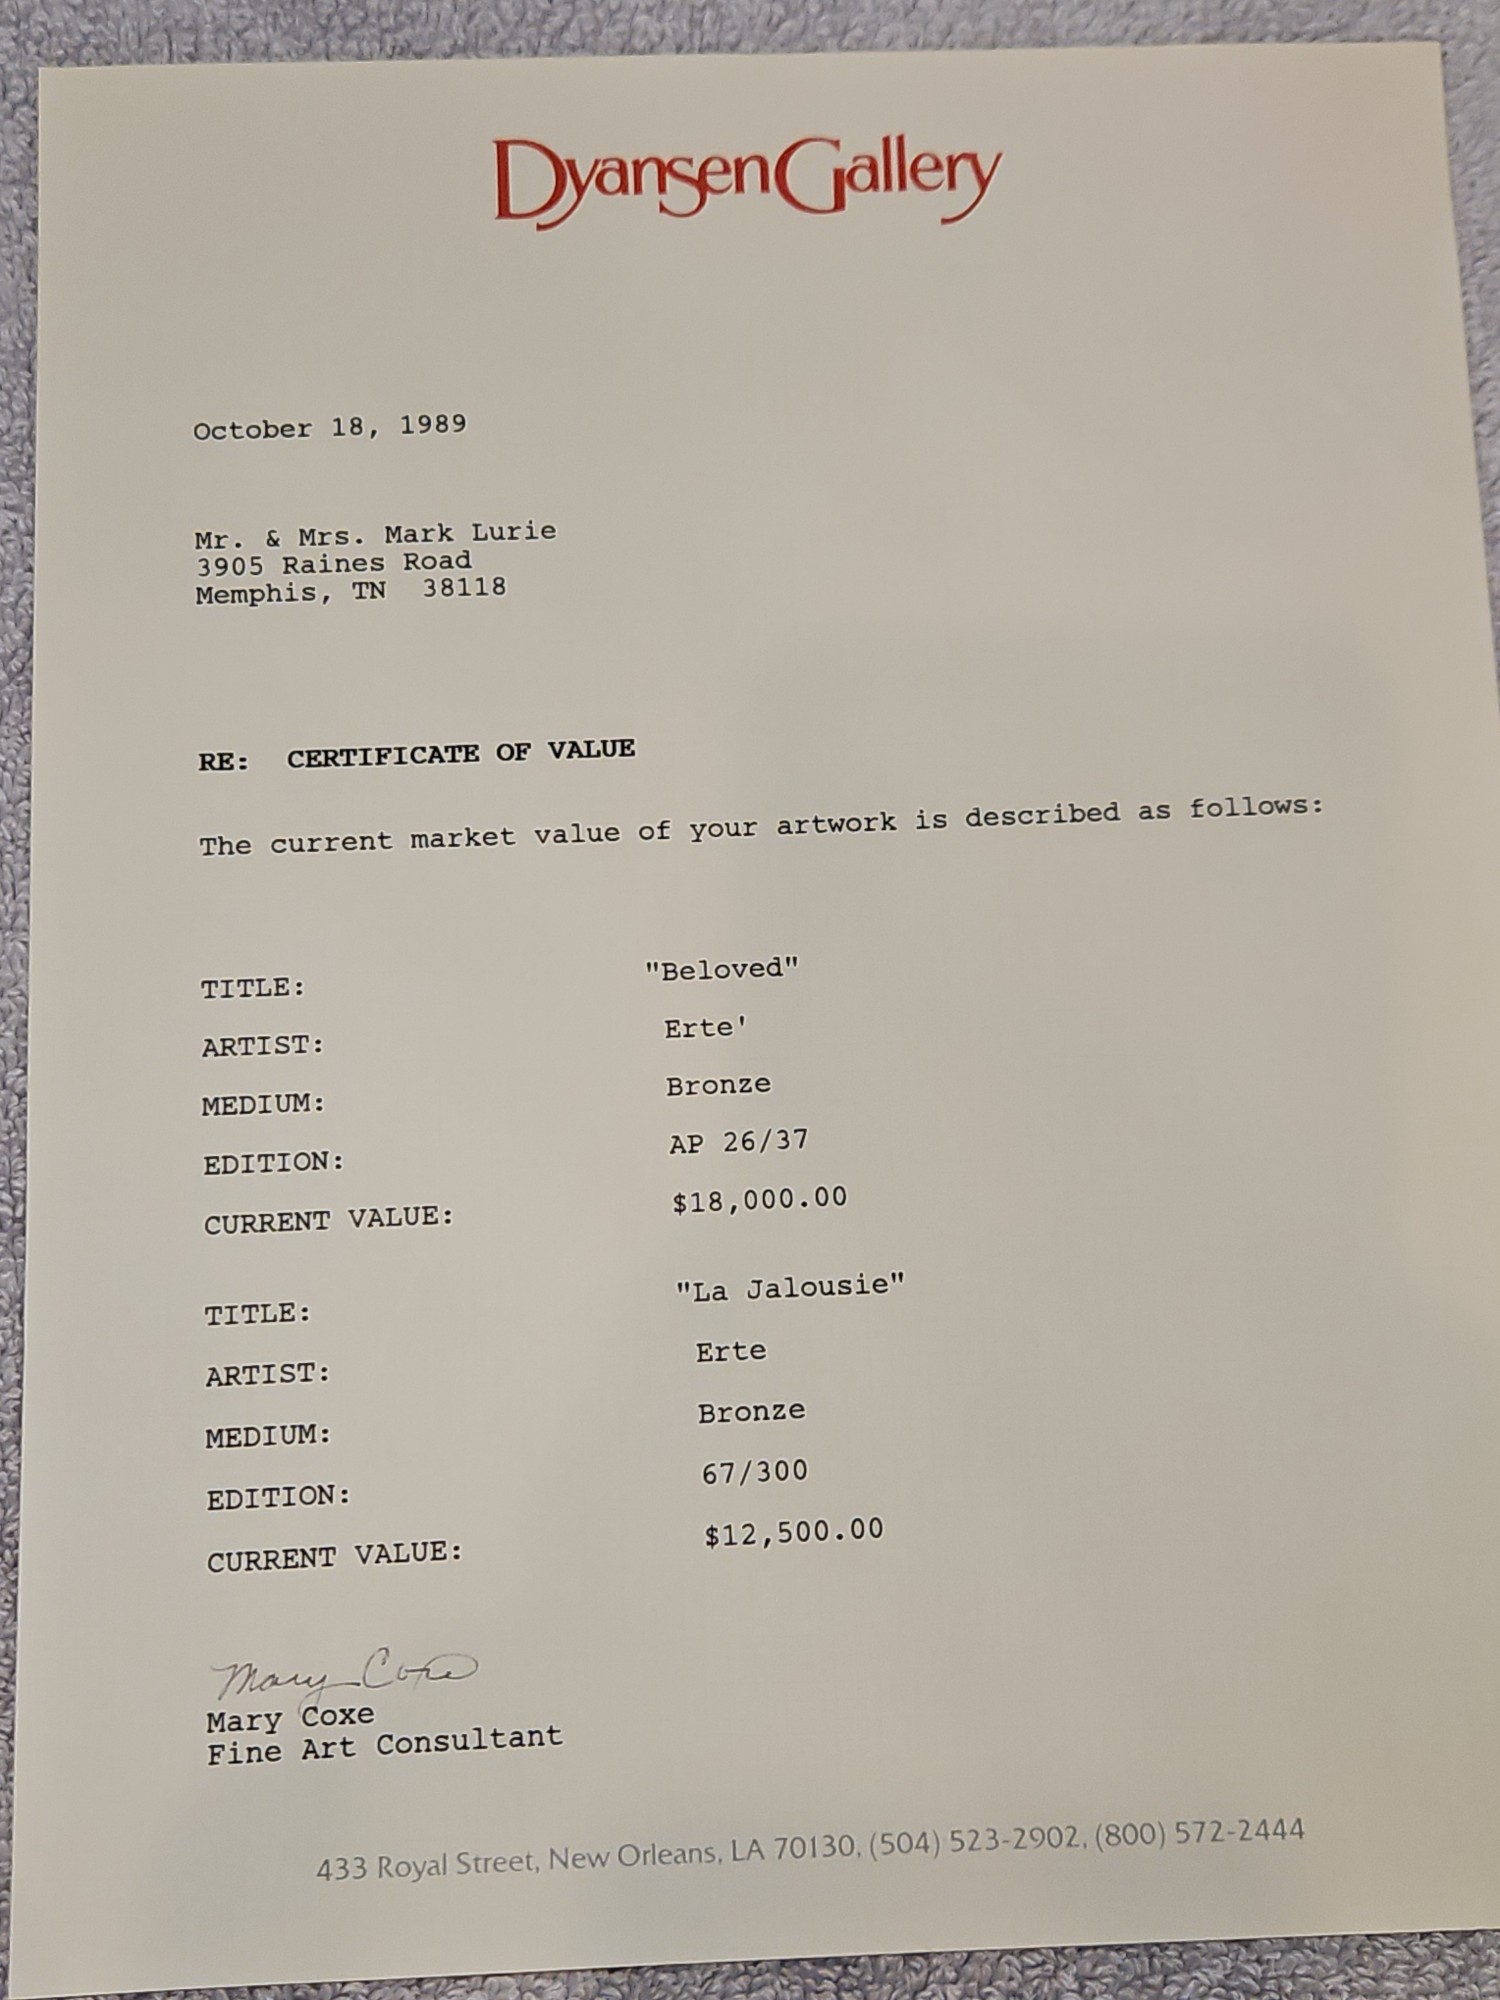 Dyansen Gallery
October 18, 1989
Mr. & Mrs. Mark Lurie
3905 Raines Road
Memphis, TN  38118
RE:  CERTIFICATE OF VALUE
The current market value of your artwork is described as follows:
TITLE: "Beloved"
ARTIST: Erte'
MEDIUM: Bronze
EDITION: AP 26/37
CURRENT VALUE: $18,000.00
TITLE: "La Jalousie"
ARTIST: Erte
MEDIUM: Bronze
EDITION: 67/300
CURRENT VALUE: $12,500.00
Mary Coxe
Mary Coxe
Fine Art Consultant
433 Royal Street, New Orleans, LA 70130, (504) 523-2902, (800) 572-2444